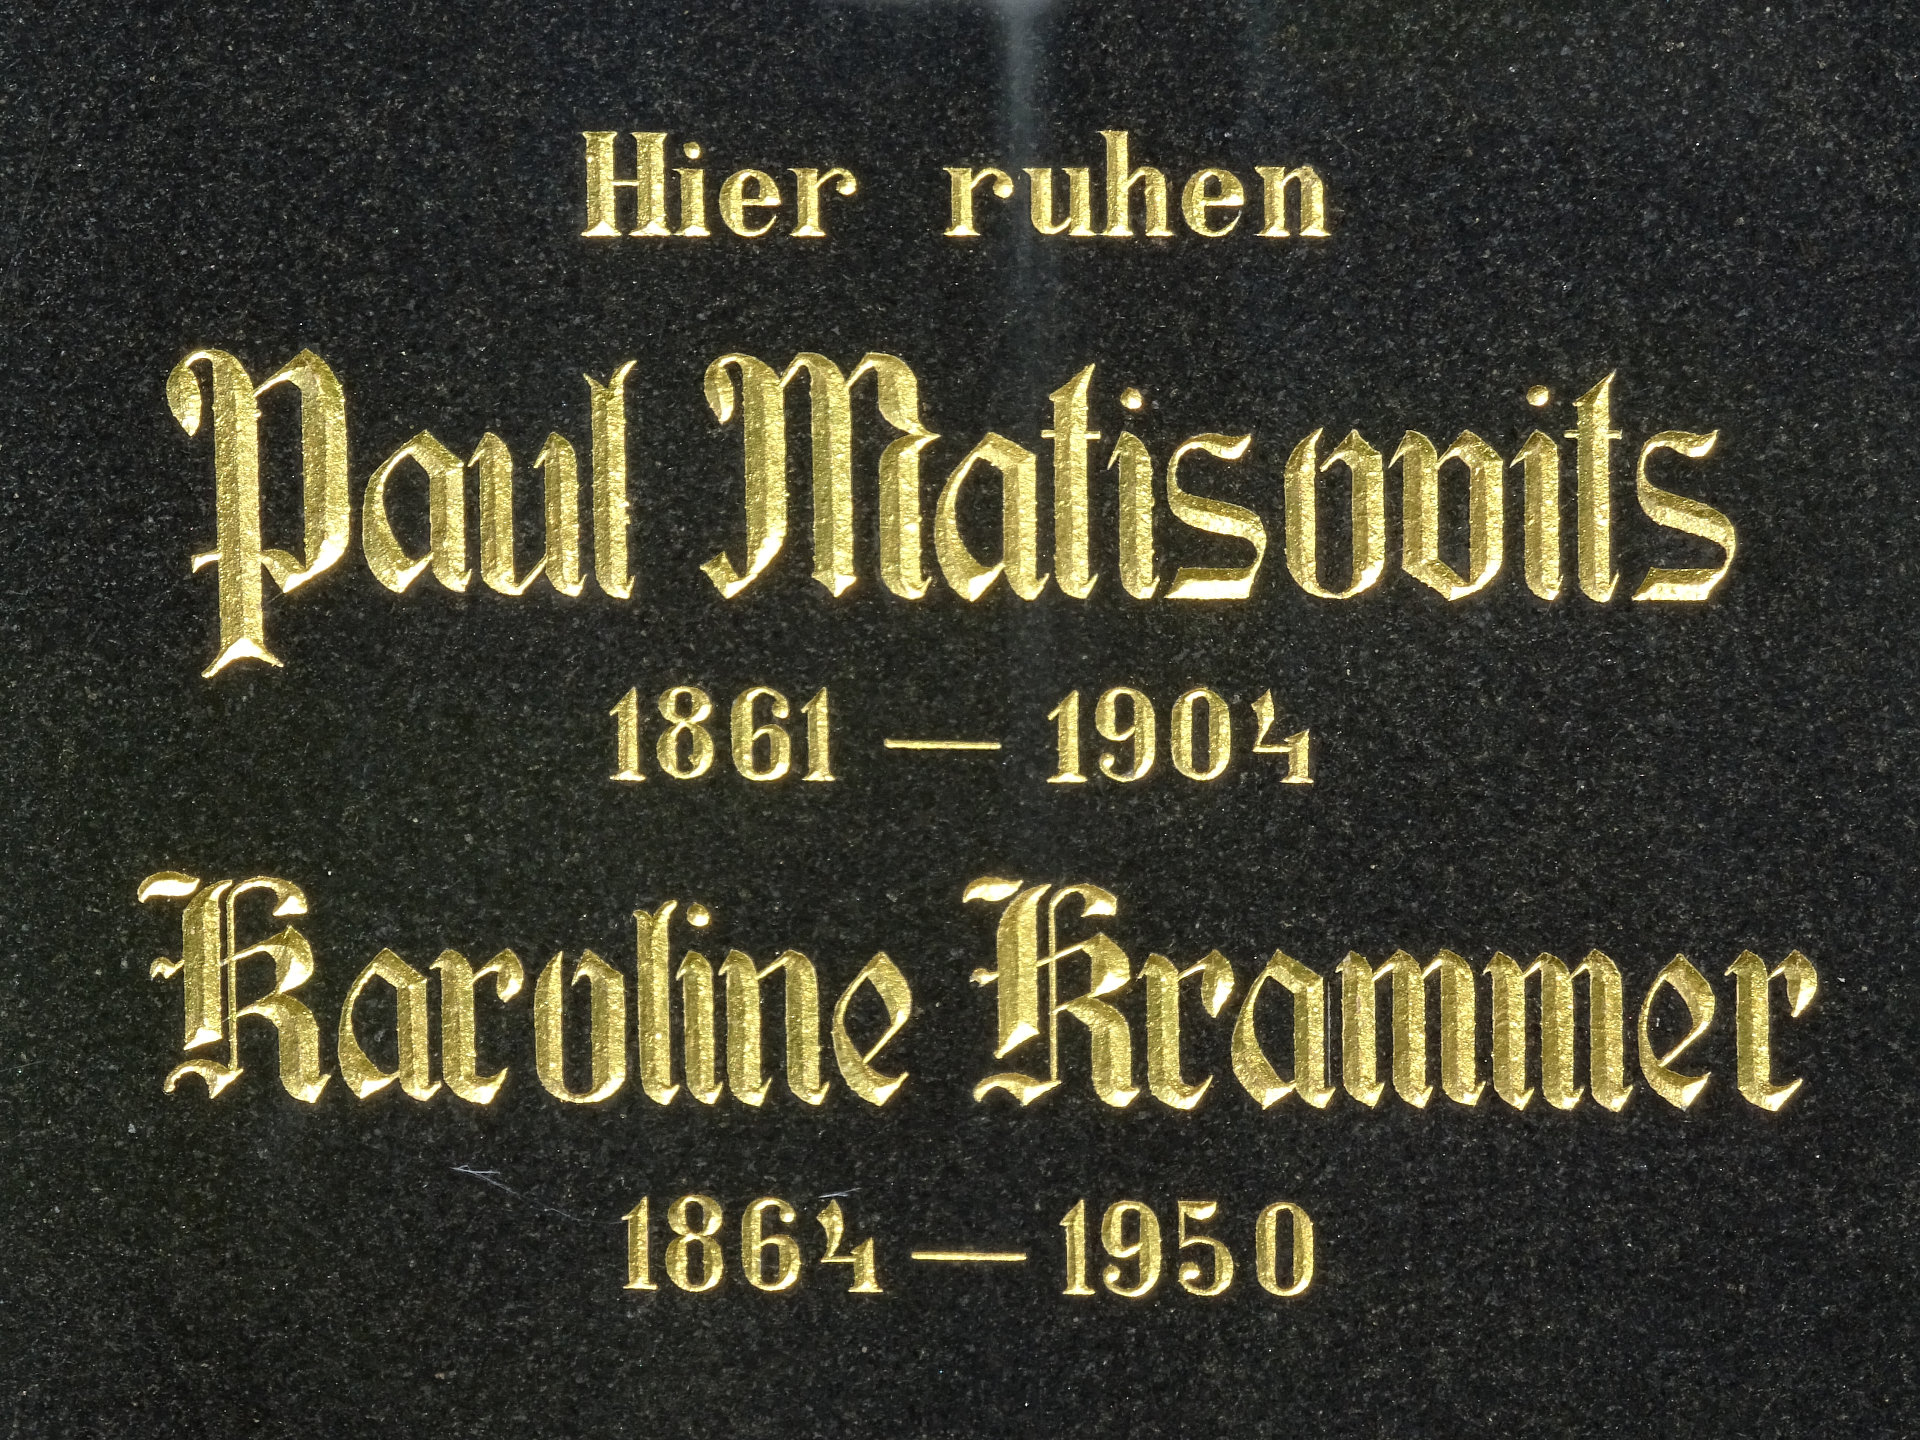 Hier ruhen
Paul Matisovits
1861 — 1904
Karoline Krammer
1864 — 1950